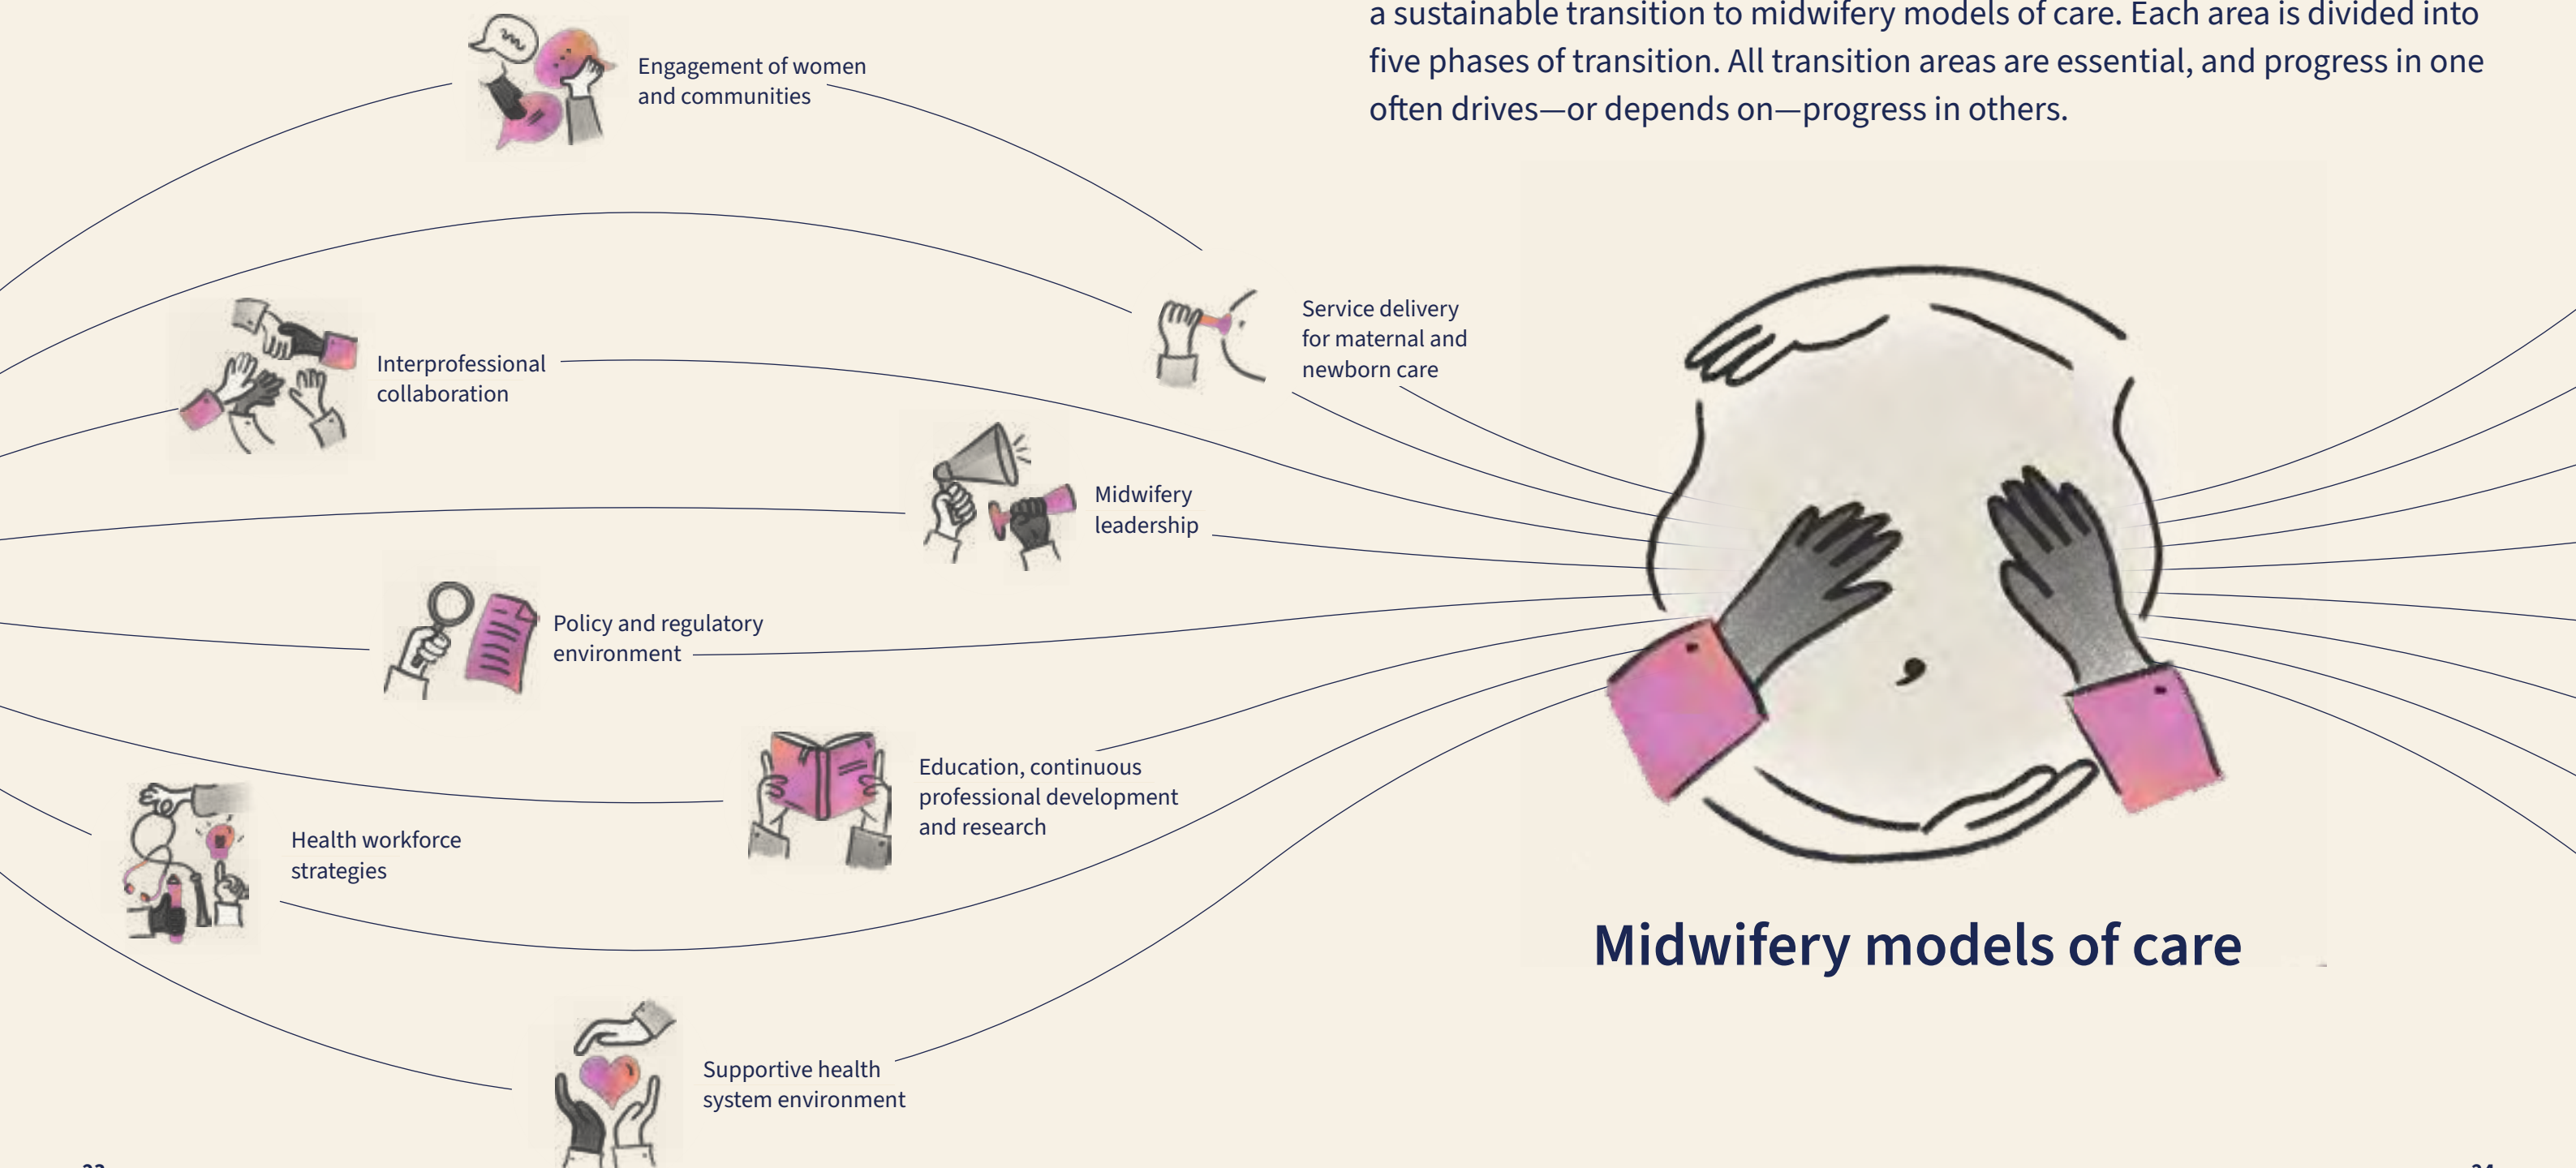 a sustainable transition to midwifery models of care. Each area is divided into
five phases of transition. All transition areas are essential, and progress in one
often drives—or depends on—progress in others.
Engagement of women
and communities
Service delivery
for maternal and
newborn care
Interprofessional
collaboration
Midwifery
leadership
Policy and regulatory
environment
Education, continuous
professional development
and research
Health workforce
strategies
Supportive health
system environment
Midwifery models of care